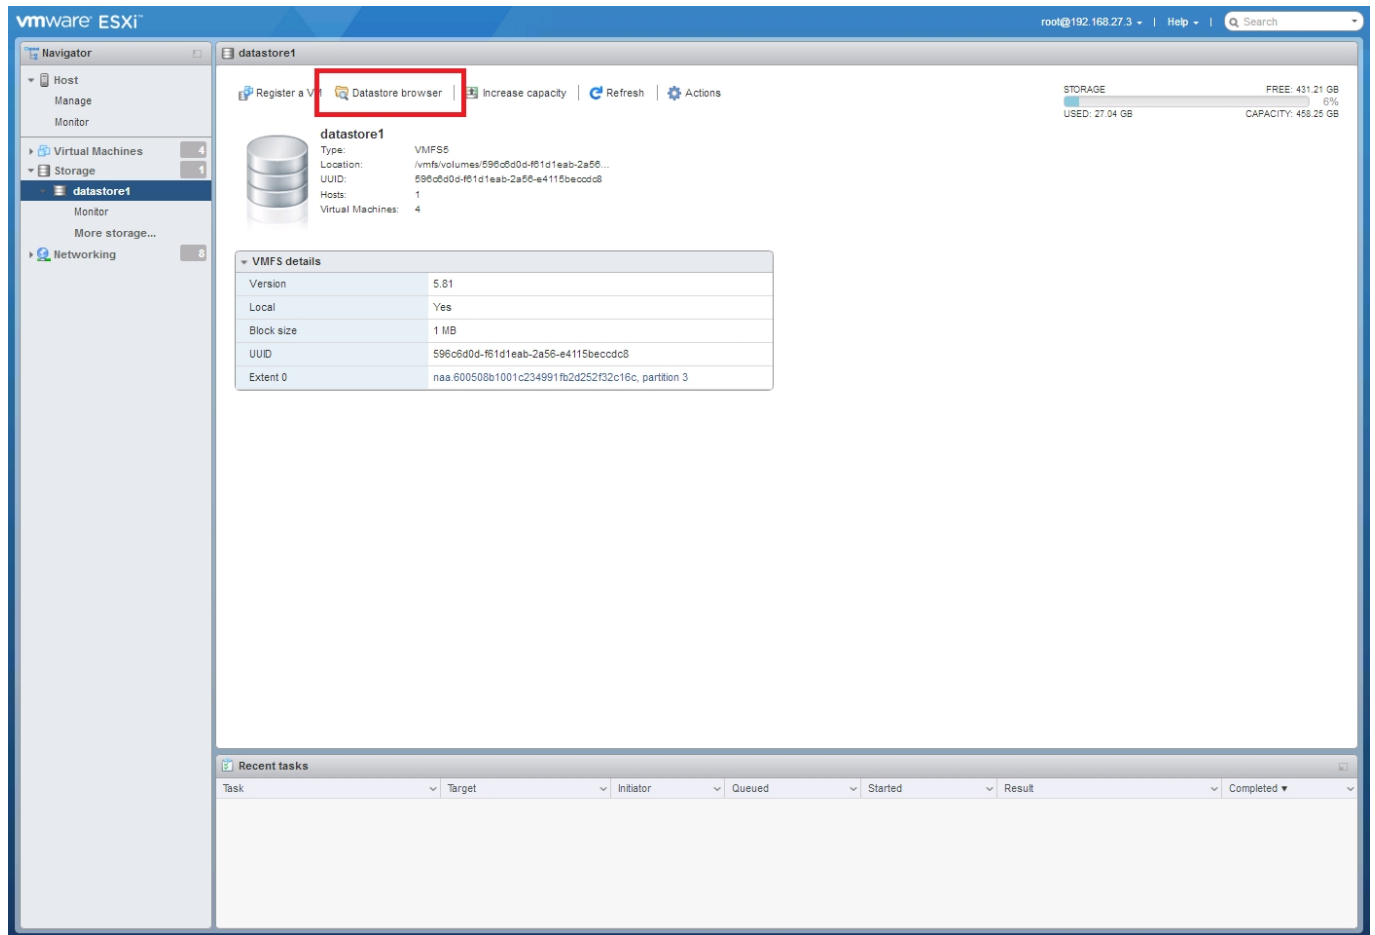 vmware ESXi™
root@192.168.27.3 | Help | Search
Navigator
Host
Manage
Monitor
Virtual Machines 4
Storage 1
datastore1
Monitor
More storage...
Networking 8
datastore1
Register a VM Datastore browser | Increase capacity | Refresh | Actions
STORAGE FREE: 431.21 GB
6%
USED: 27.04 GB CAPACITY: 458.25 GB
datastore1
Type: VMFS5
Location: /vmfs/volumes/596c6d0d-f61d1eab-2a56...
UUID: 596c6d0d-f61d1eab-2a56-e4115beccdc8
Hosts: 1
Virtual Machines: 4
VMFS details
Version 5.81
Local Yes
Block size 1 MB
UUID 596c6d0d-f61d1eab-2a56-e4115beccdc8
Extent 0 naa.600508b1001c234991fb2d252f32c16c, partition 3
Recent tasks
Task Target Initiator Queued Started Result Completed ▼